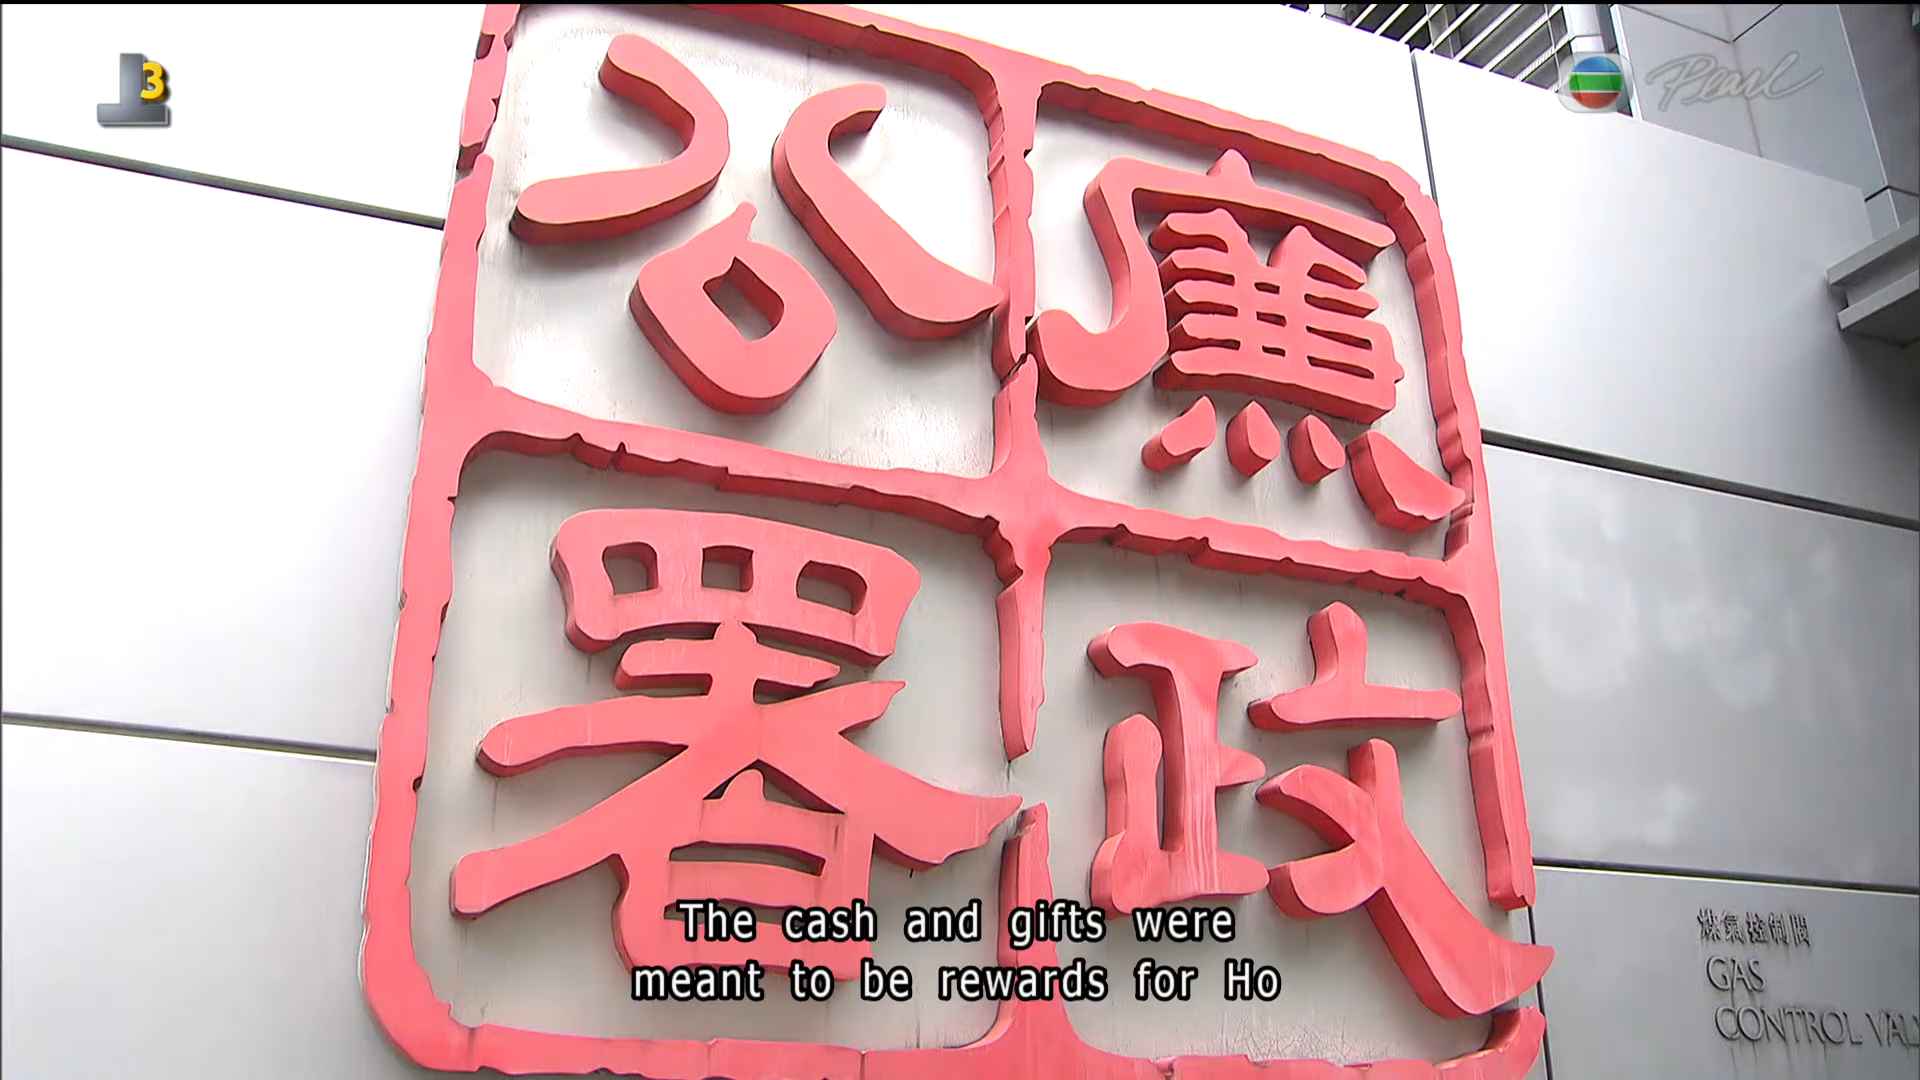 3
Pearl
廉政
公署
煤氣控制閥
GAS
CONTROL
The cash and gifts were
meant to be rewards for Ho